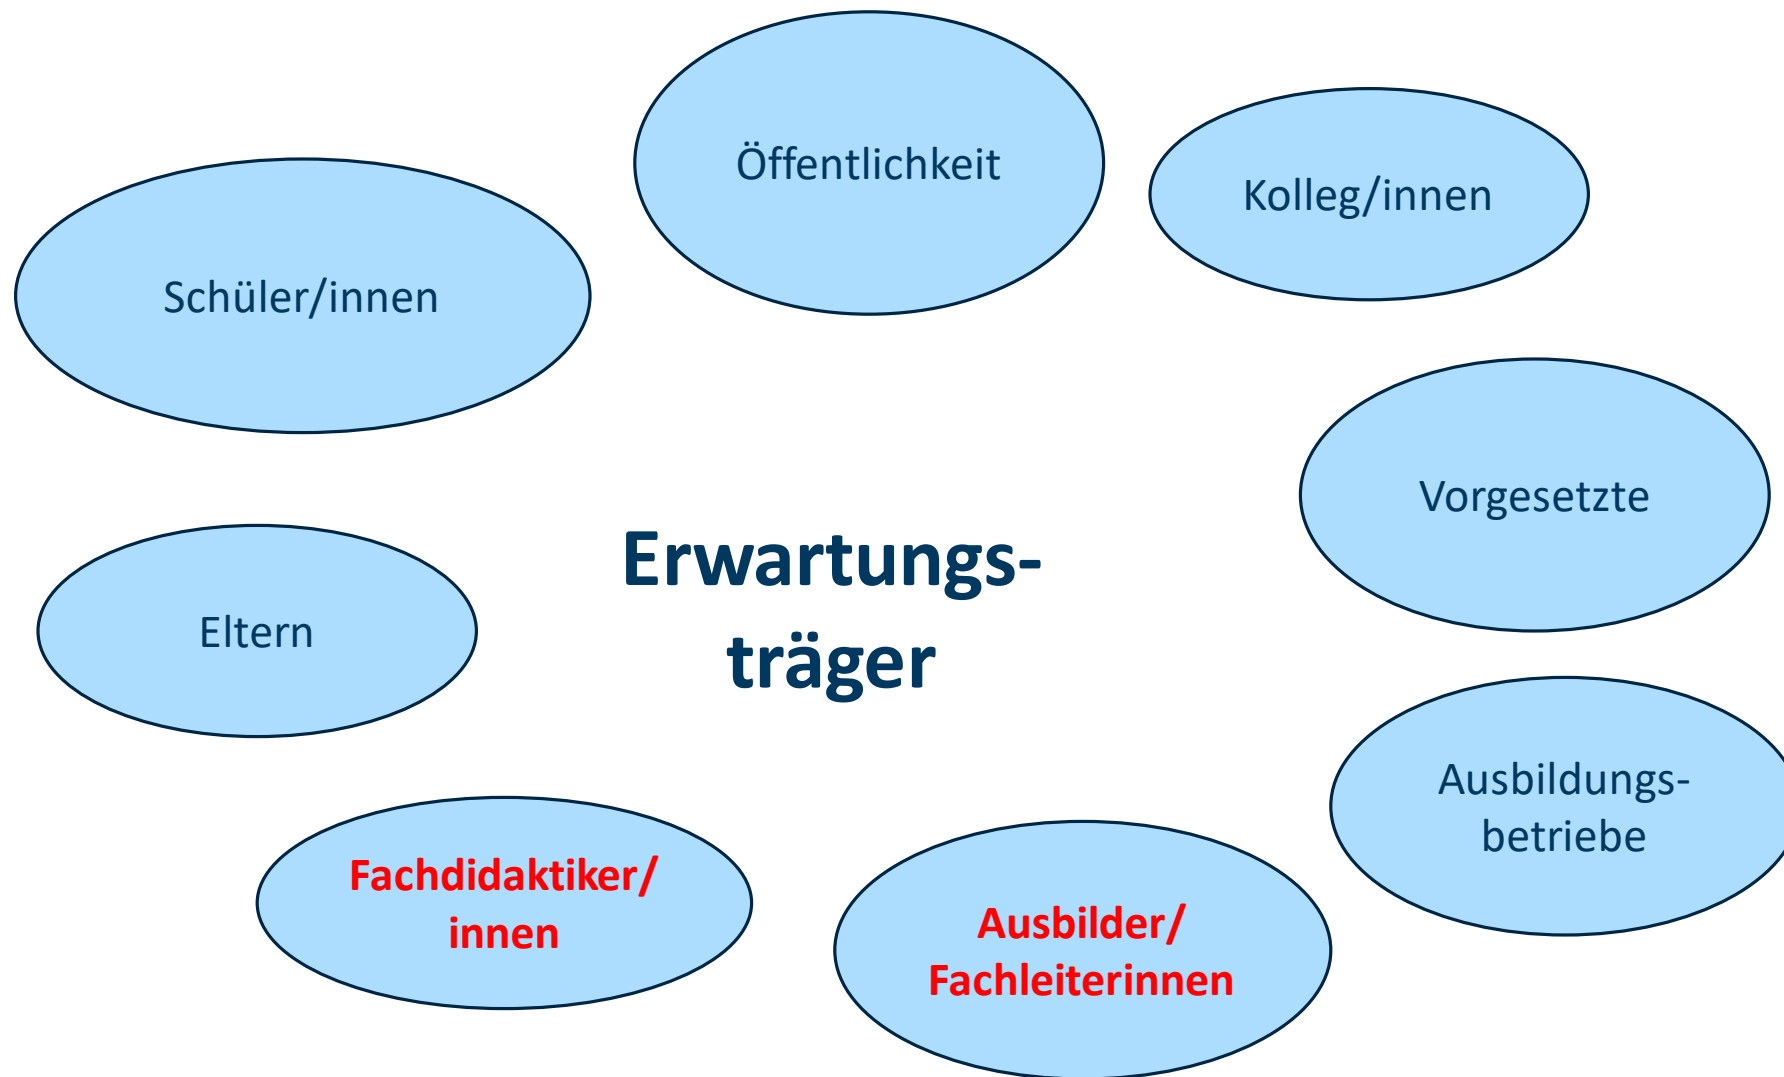 Öffentlichkeit
Kolleg/innen
Schüler/innen
Vorgesetzte
Erwartungs-
träger
Eltern
Ausbildungs-
betriebe
Fachdidaktiker/
innen
Ausbilder/
Fachleiterinnen